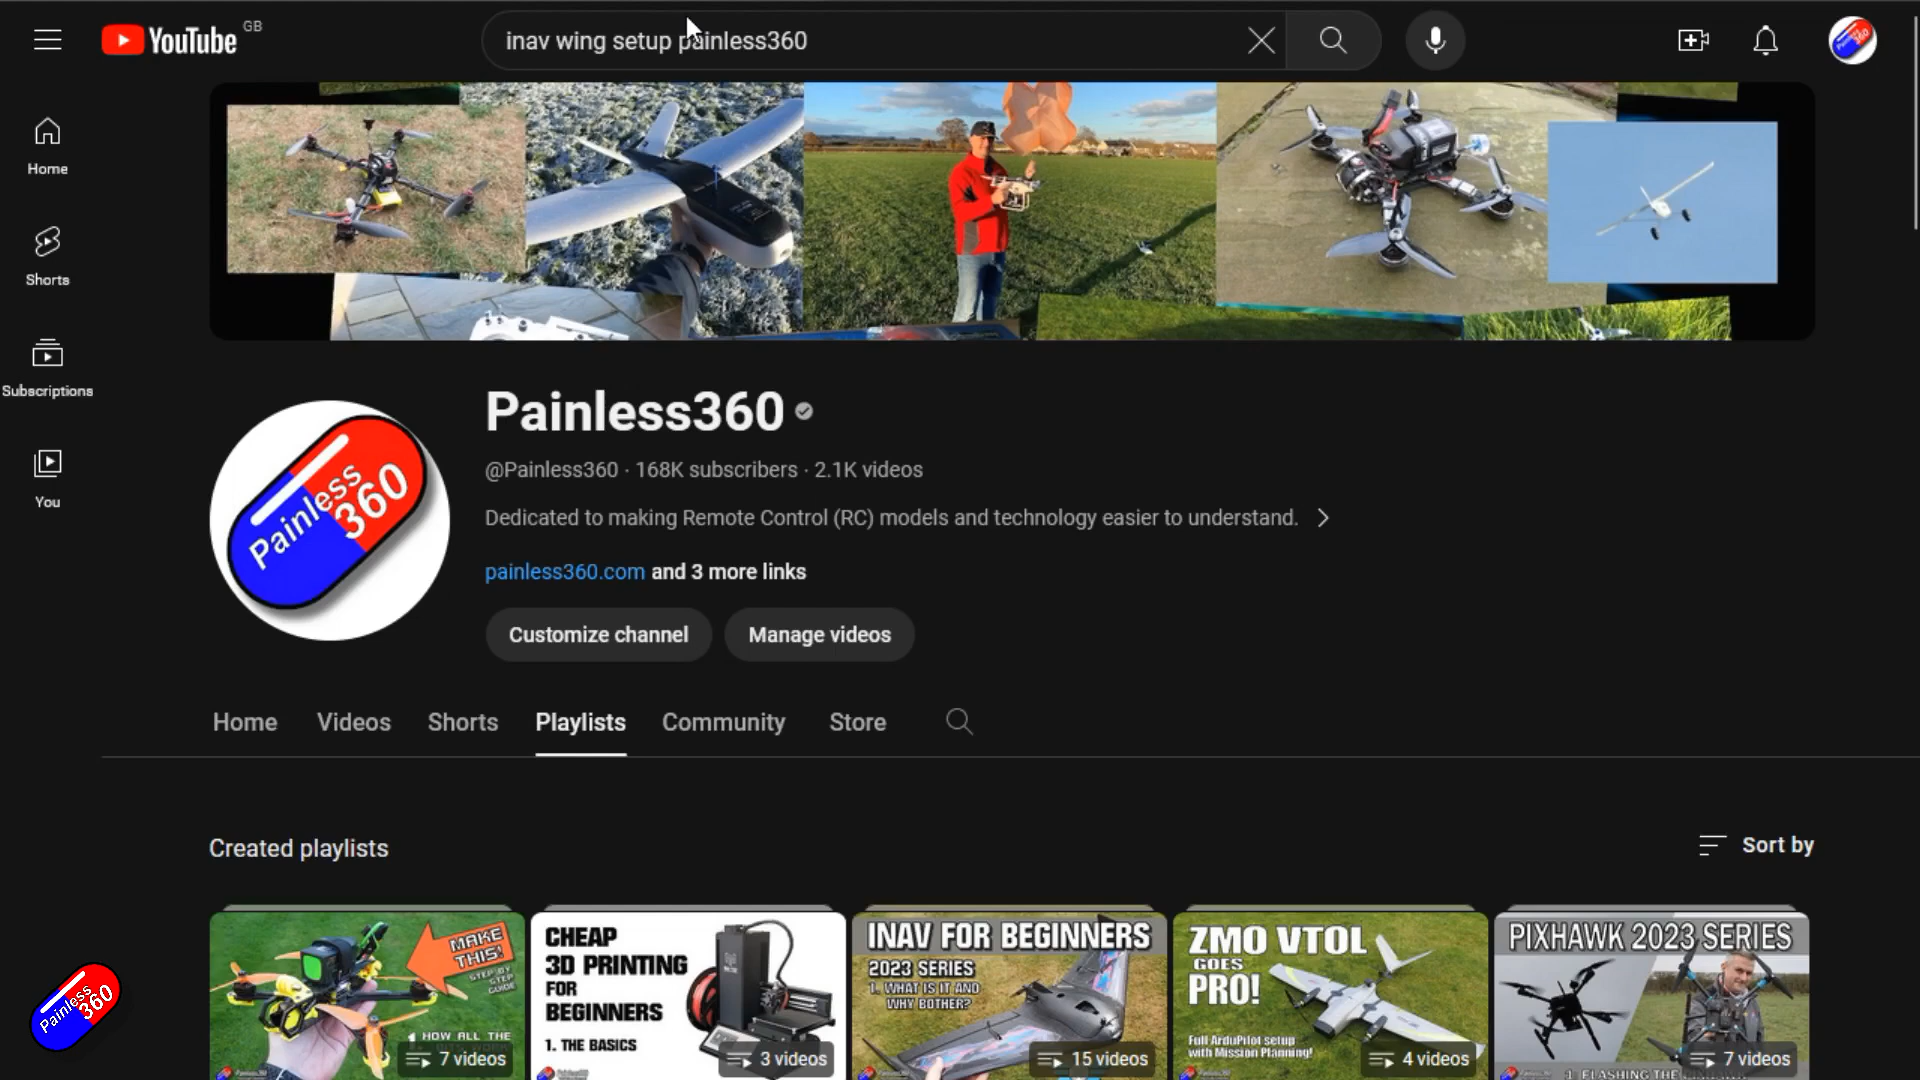 YouTube GB
inav wing setup painless360
Home
Shorts
Subscriptions
You
Painless360
Painless
360
@Painless360 · 168K subscribers · 2.1K videos
Dedicated to making Remote Control (RC) models and technology easier to understand.
painless360.com and 3 more links
Customize channel
Manage videos
Home
Videos
Shorts
Playlists
Community
Store
Created playlists
Sort by
MAKE
THIS!
STEP BY
STEP
GUIDE
1. HOW ALL THE
7 videos
CHEAP
3D PRINTING
FOR
BEGINNERS
1. THE BASICS
3 videos
INAV FOR BEGINNERS
2023 SERIES
1. WHAT IS IT AND
WHY BOTHER?
15 videos
ZMO VTOL
GOES
PRO!
Full ArduPilot setup
with Mission Planning!
4 videos
PIXHAWK 2023 SERIES
1. FLASHING THE
7 videos
Painless
360